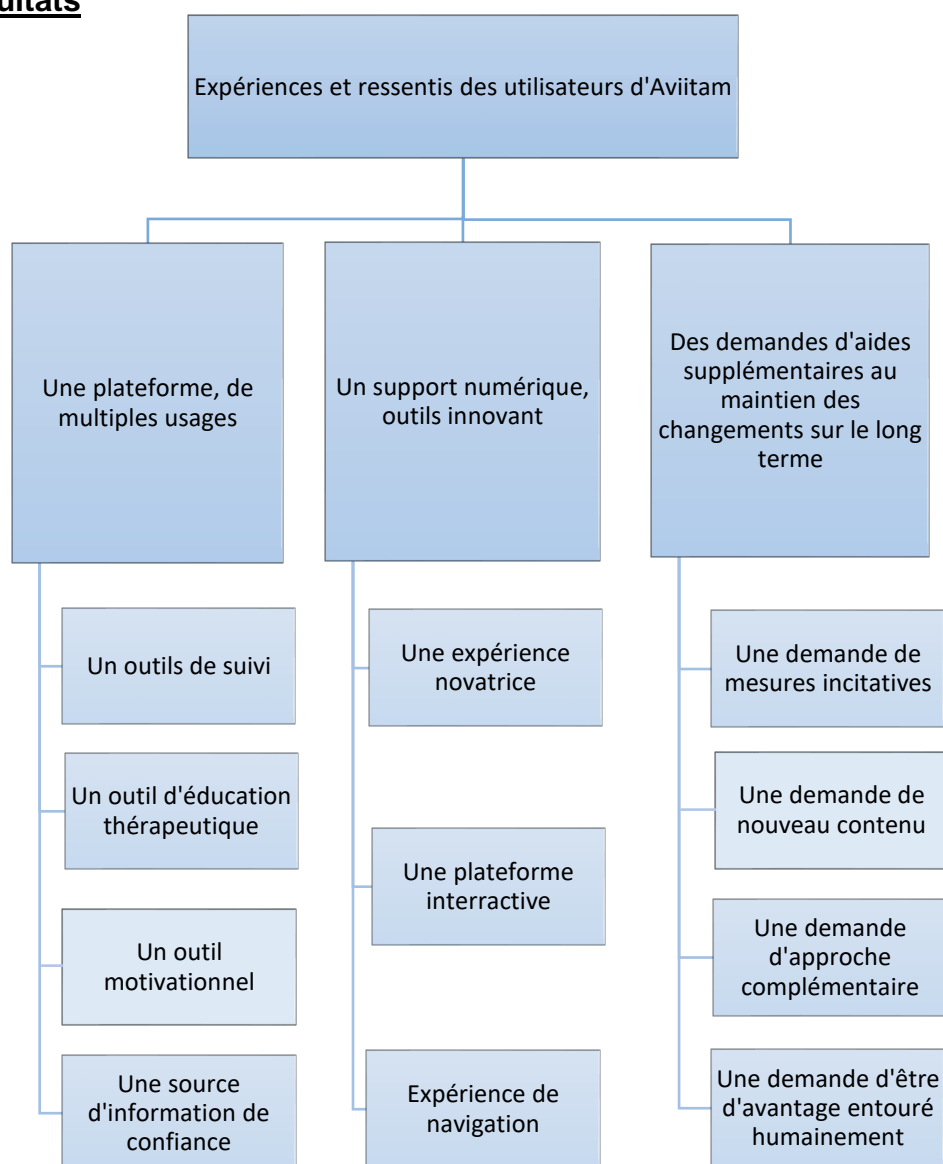 Expériences et ressentis des utilisateurs d'Aviitam
Une plateforme, de
multiples usages
Un outils de suivi
Un outil d'éducation
thérapeutique
Un outil
motivationnel
Une source
d'information de
confiance
Un support numérique,
outils innovant
Une expérience
novatrice
Une plateforme
interractive
Expérience de
navigation
Des demandes d'aides
supplémentaires au
maintien des
changements sur le long
terme
Une demande de
mesures incitatives
Une demande de
nouveau contenu
Une demande
d'approche
complémentaire
Une demande d'être
d'avantage entouré
humainement